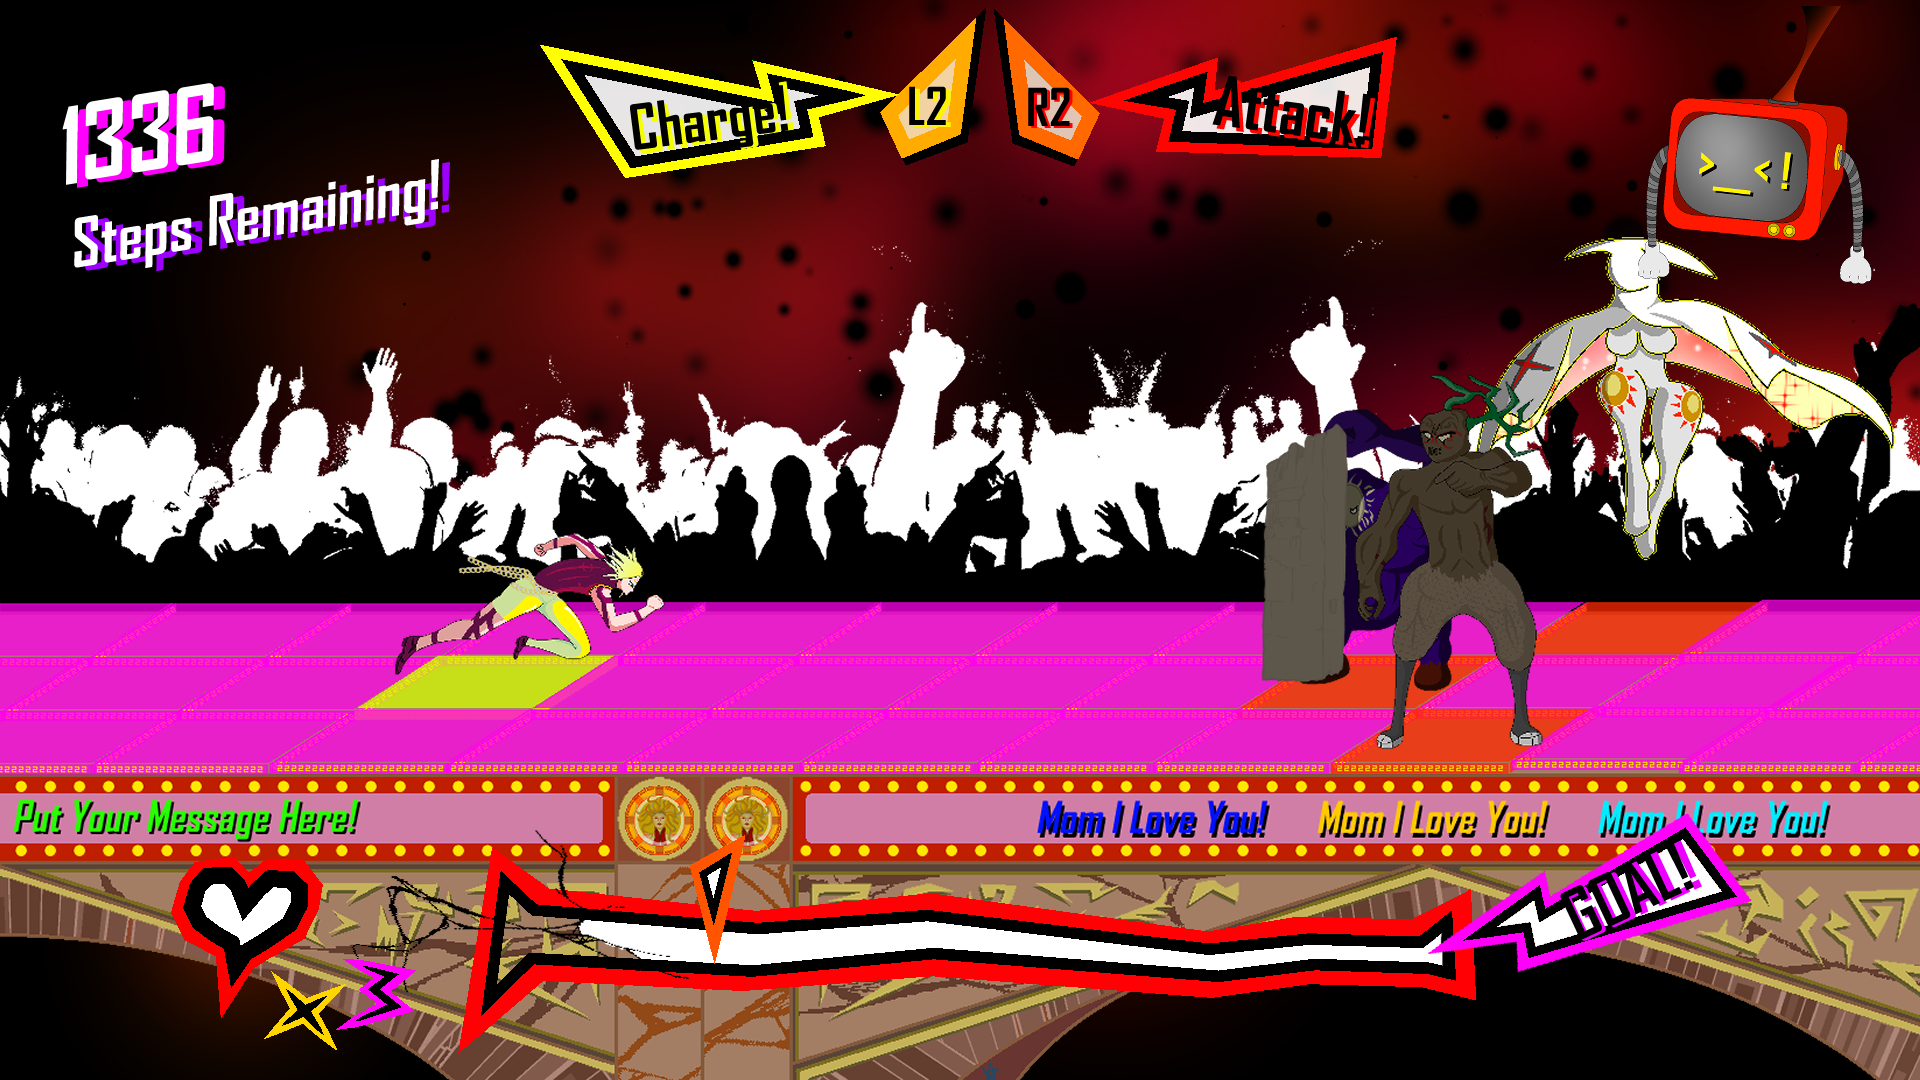 1336
Steps Remaining!
Charge!
L2
R2
Attack!
>_<!
Put Your Message Here!
Mom I Love You! Mom I Love You! Mom I Love You!
GOAL!